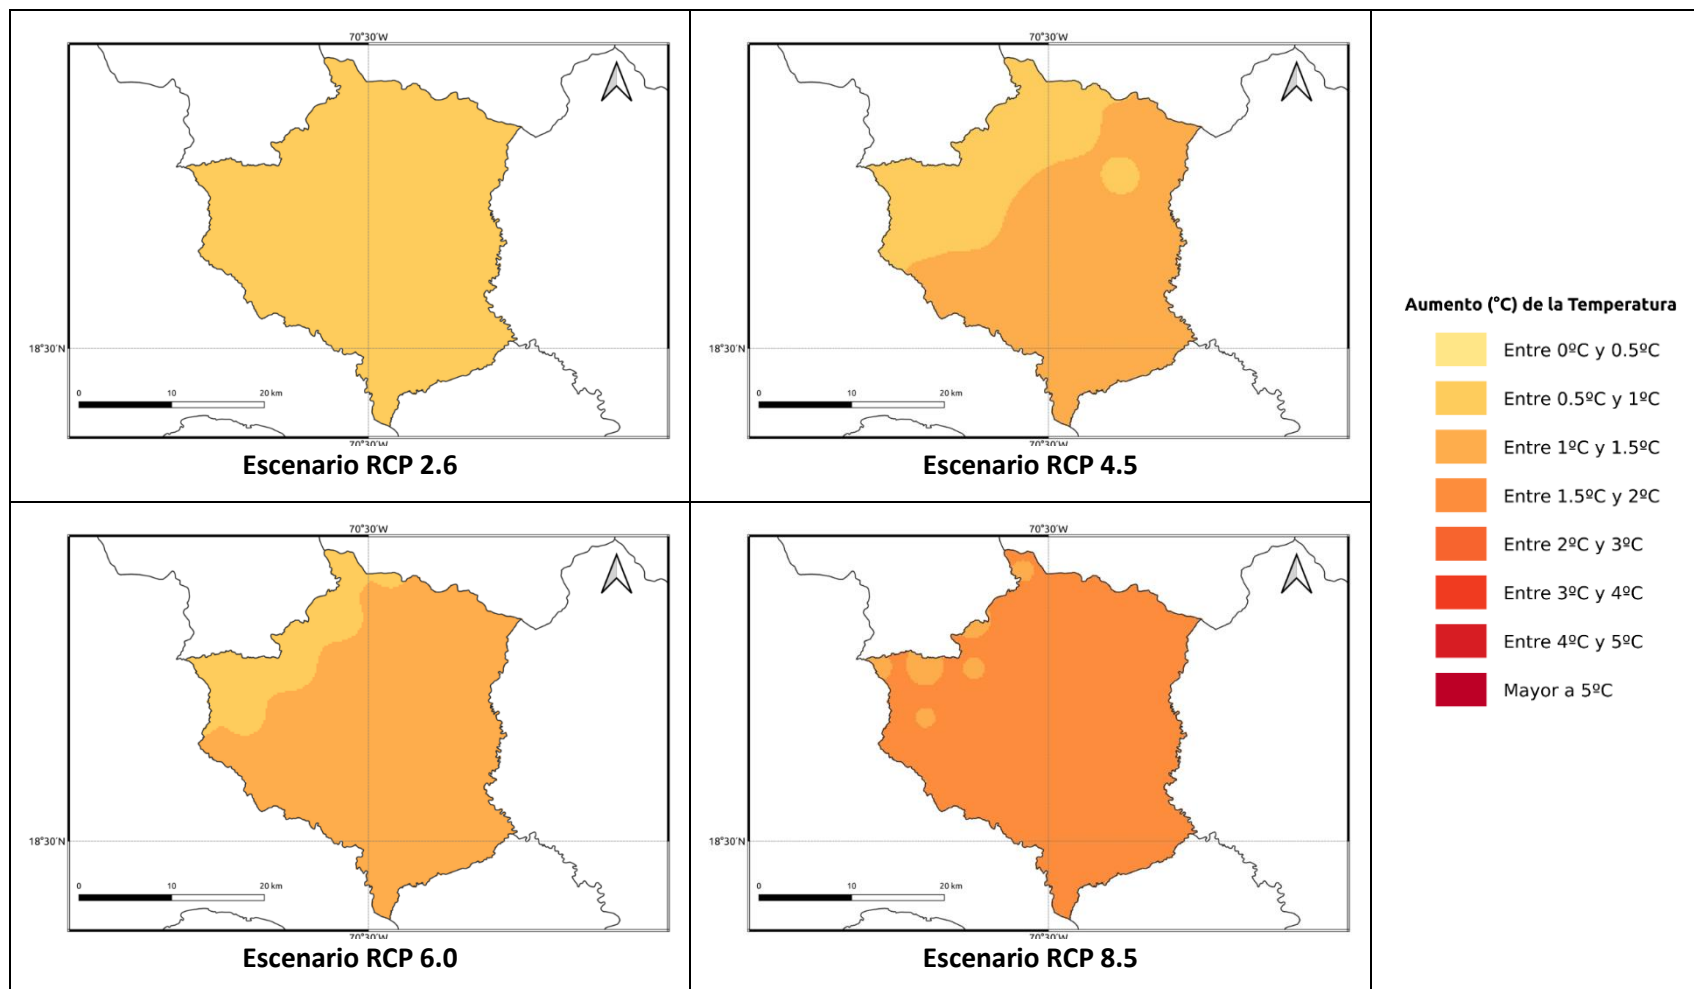 70°30'W
18°30'N
0 10 20 km
70°30'W
Escenario RCP 2.6
70°30'W
18°30'N
0 10 20 km
70°30'W
Escenario RCP 4.5
70°30'W
18°30'N
0 10 20 km
70°30'W
Escenario RCP 6.0
70°30'W
18°30'N
0 10 20 km
70°30'W
Escenario RCP 8.5
Aumento (°C) de la Temperatura
Entre 0ºC y 0.5ºC
Entre 0.5ºC y 1ºC
Entre 1ºC y 1.5ºC
Entre 1.5ºC y 2ºC
Entre 2ºC y 3ºC
Entre 3ºC y 4ºC
Entre 4ºC y 5ºC
Mayor a 5ºC